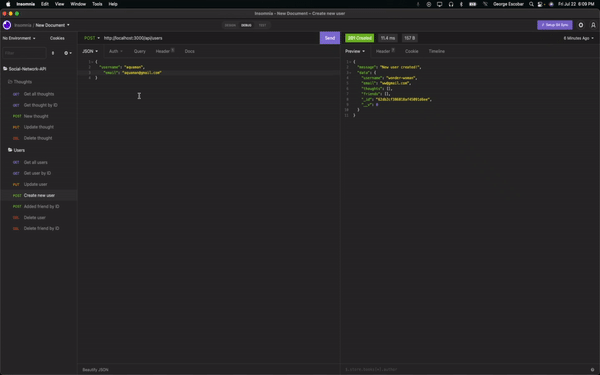 Insomnia Edit View Window Tools Help
George Escobar
Fri Jul 22 6:09 PM
Insomnia – New Document – Create new user
Insomnia / New Document
DESIGN DEBUG TEST
Setup Git Sync
No Environment Cookies
POST http://localhost:3000/api/users
Send
201 Created 11.4 ms 157 B
6 Minutes Ago
Filter
JSON Auth Query Header Docs
Preview Header Cookie Timeline
Social-Network-API
Thoughts
GET Get all thoughts
GET Get thought by ID
POST New thought
PUT Update thought
DEL Delete thought
Users
GET Get all users
GET Get user by ID
PUT Update user
POST Create new user
POST Added friend by ID
DEL Delete user
DEL Delete friend by ID
1 {
2 "username": "aquaman",
3 "email": "aquaman@gmail.com"
4 }
1 {
2 "message": "New user created!",
3 "data": {
4 "username": "wonder-woman",
5 "email": "ww@gmail.com",
6 "thoughts": [],
7 "friends": [],
8 "_id":
9 "__v": 0
10 }
11 }
Beautify JSON